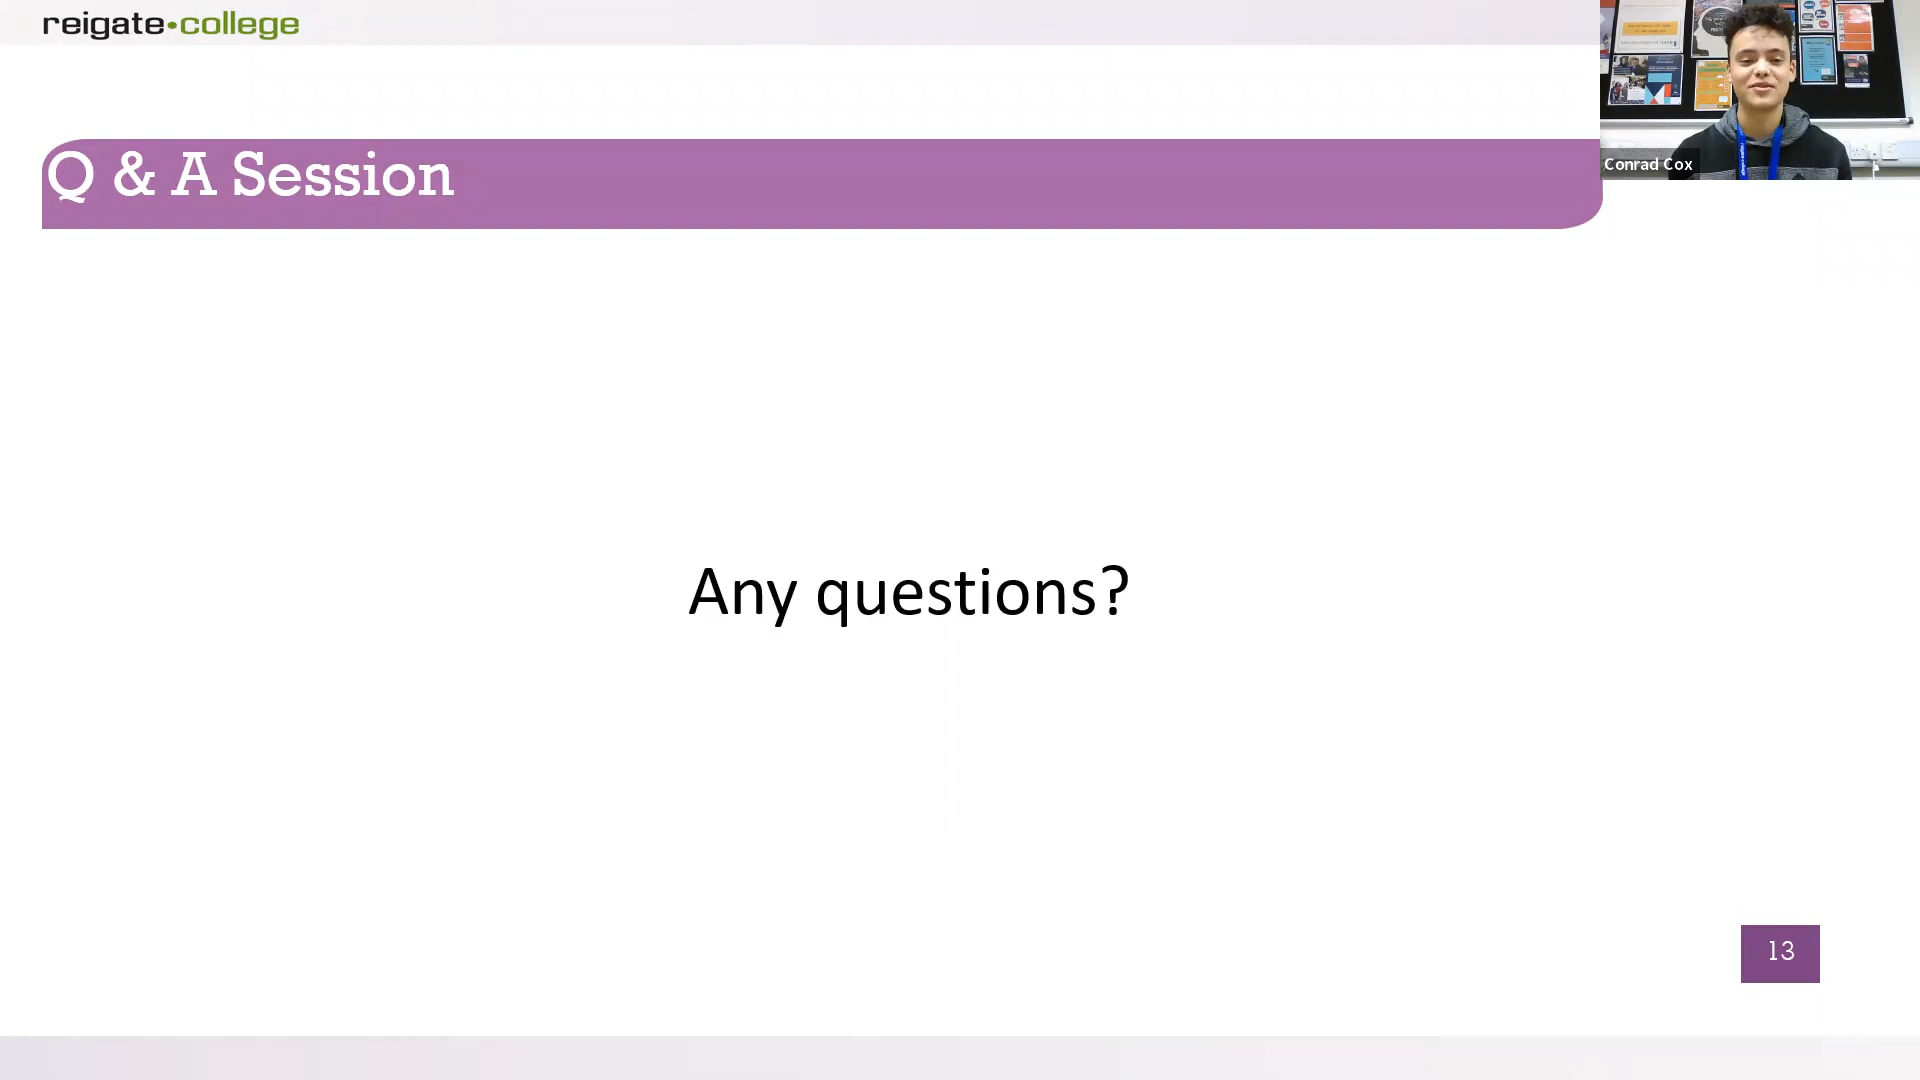 reigate•college
Q & A Session
Conrad Cox
Any questions?
13